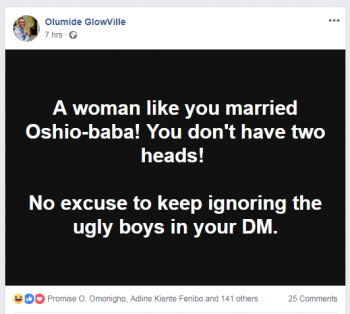 Olumide GlowVille
7 hrs ·
A woman like you married
Oshio-baba! You don't have two
heads!
No excuse to keep ignoring the
ugly boys in your DM.
Promise O. Omonigho, Adline Kiente Fenibo and 141 others
25 Comments